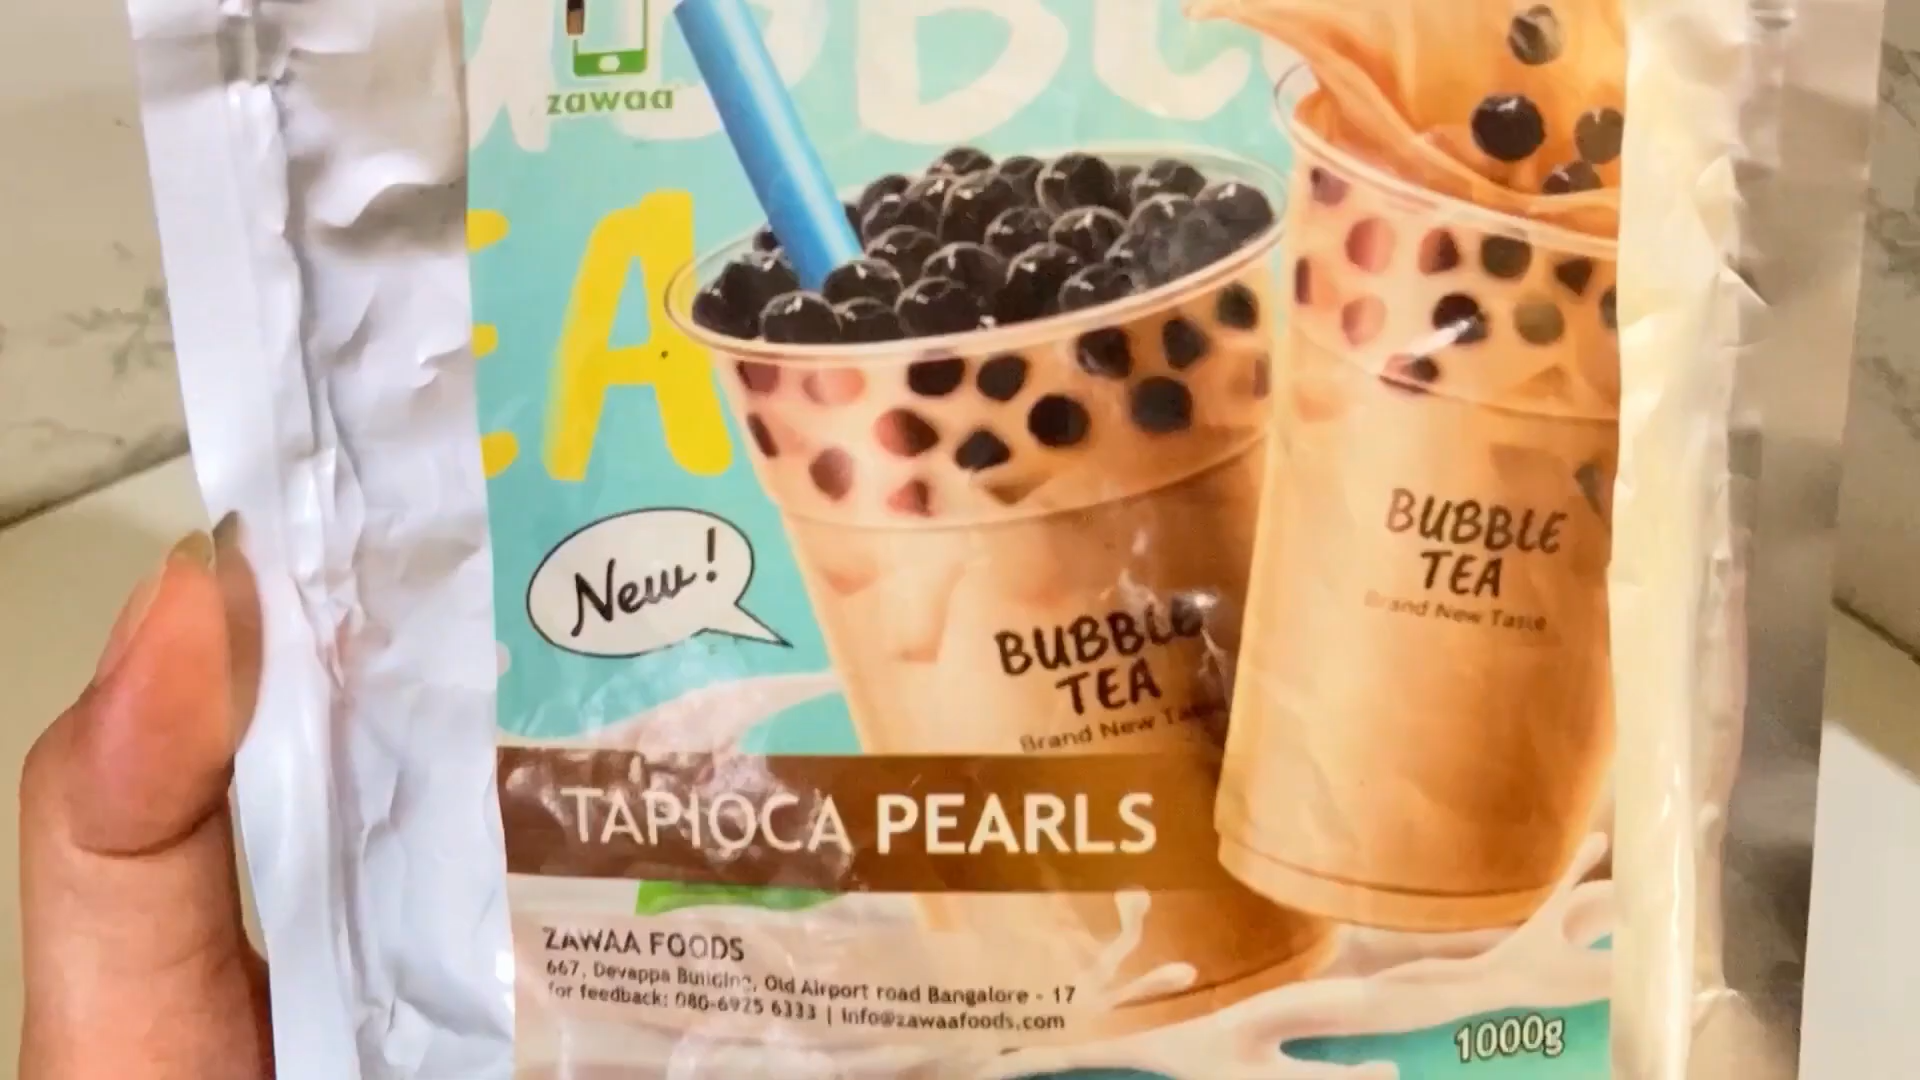 zawaa
EA
New!
BUBBLE
TEA
Brand New Taste
BUBBLE
TEA
Brand New
TAPIOCA PEARLS
ZAWAA FOODS
667, Devappa Building, Old Airport road Bangalore - 17
for feedback: 080-6925 6333 | Info@zawaafoods.com
1000g